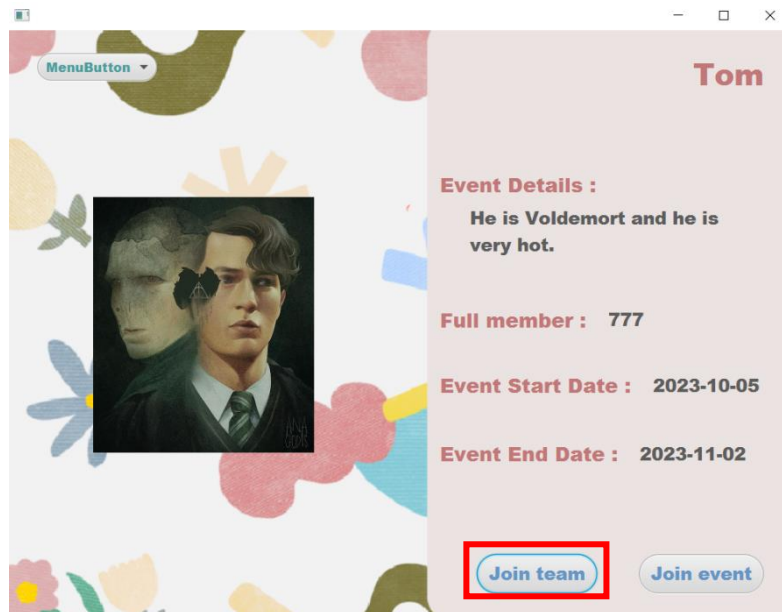 MenuButton
Tom
Event Details :
He is Voldemort and he is
very hot.
Full member : 777
Event Start Date : 2023-10-05
Event End Date : 2023-11-02
Join team
Join event